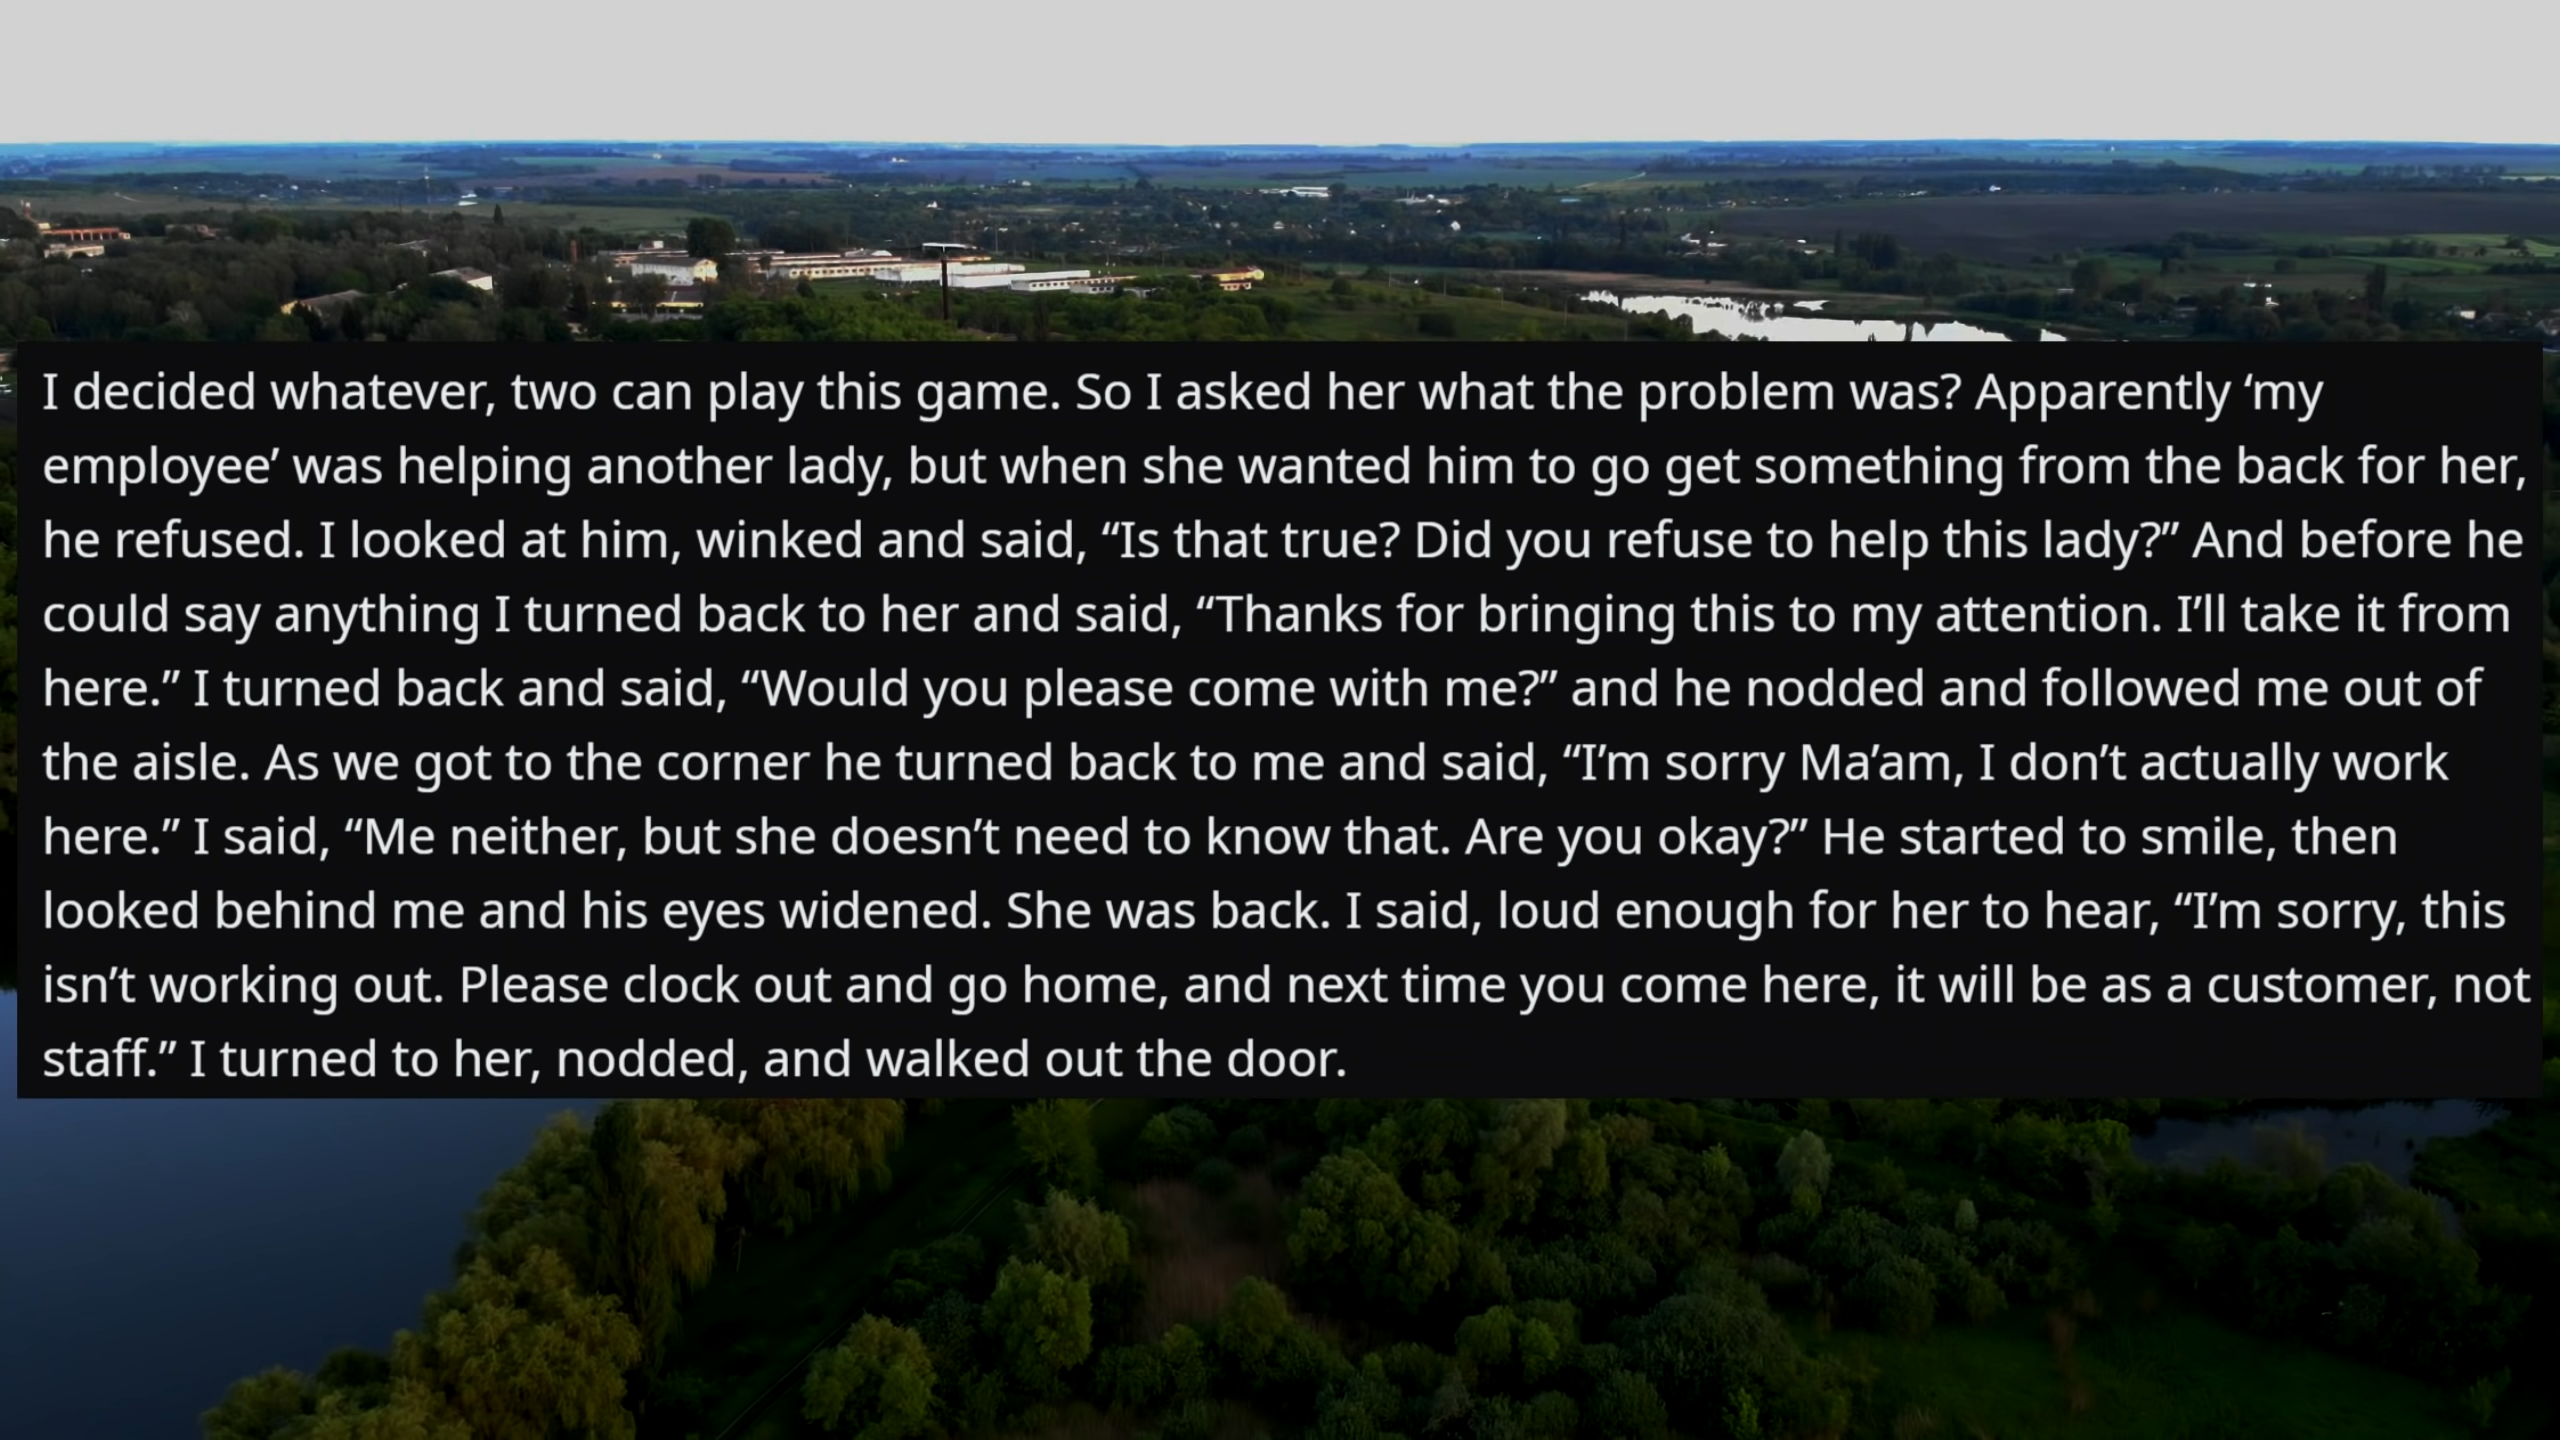 I decided whatever, two can play this game. So I asked her what the problem was? Apparently ‘my
employee’ was helping another lady, but when she wanted him to go get something from the back for her,
he refused. I looked at him, winked and said, “Is that true? Did you refuse to help this lady?” And before he
could say anything I turned back to her and said, “Thanks for bringing this to my attention. I’ll take it from
here.” I turned back and said, “Would you please come with me?” and he nodded and followed me out of
the aisle. As we got to the corner he turned back to me and said, “I’m sorry Ma’am, I don’t actually work
here.” I said, “Me neither, but she doesn’t need to know that. Are you okay?” He started to smile, then
looked behind me and his eyes widened. She was back. I said, loud enough for her to hear, “I’m sorry, this
isn’t working out. Please clock out and go home, and next time you come here, it will be as a customer, not
staff.” I turned to her, nodded, and walked out the door.